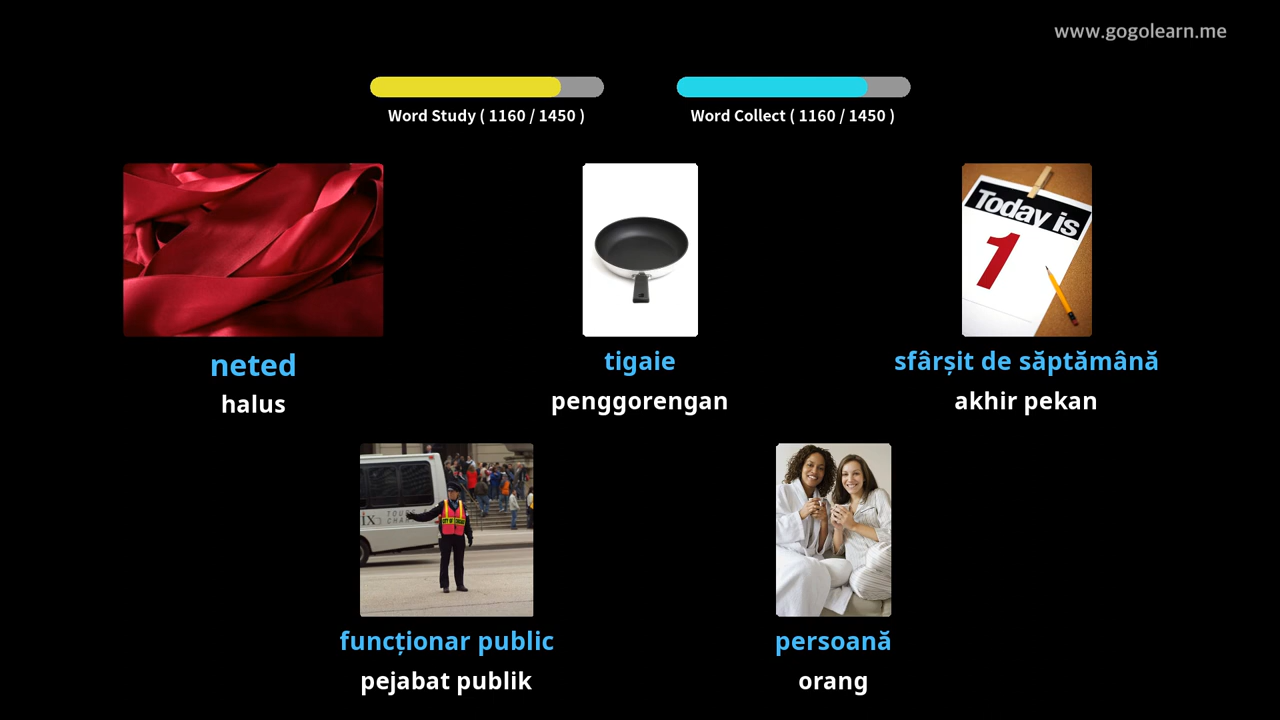 www.gogolearn.me
Word Study ( 1160 / 1450 )
Word Collect ( 1160 / 1450 )
Today is
1
neted
tigaie
sfârșit de săptămână
halus
penggorengan
akhir pekan
funcționar public
persoană
pejabat publik
orang